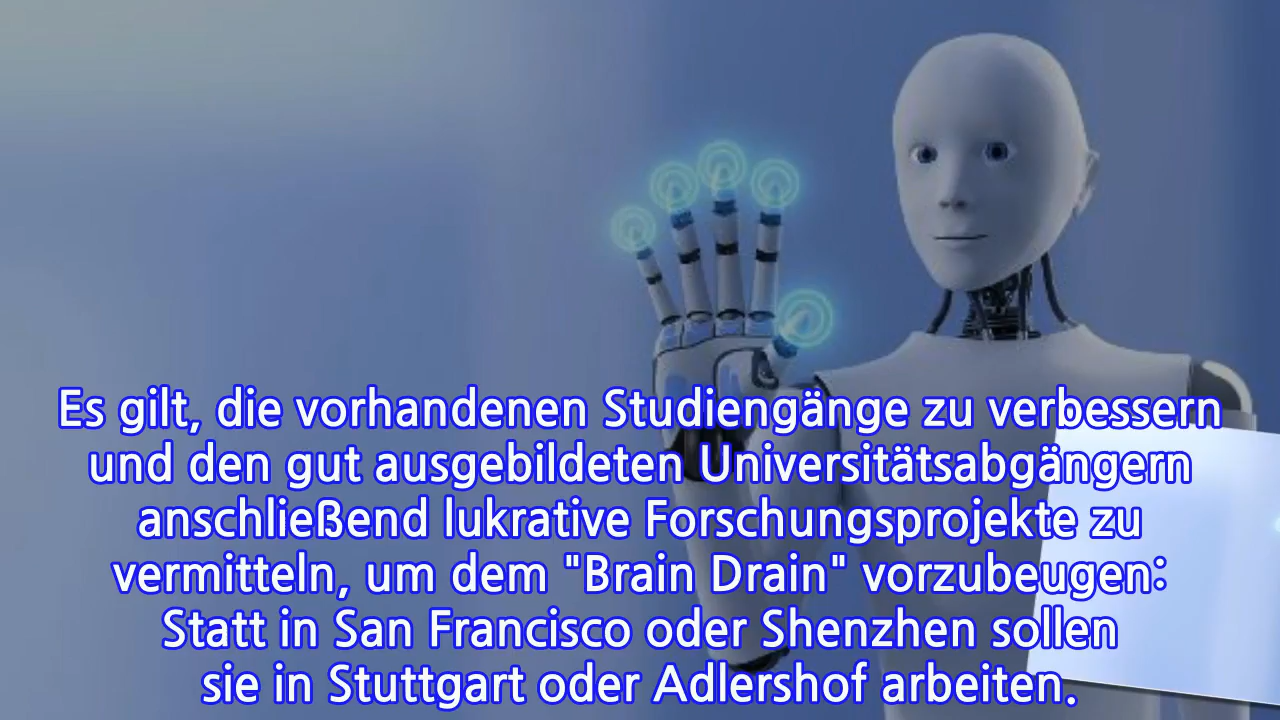 Es gilt, die vorhandenen Studiengänge zu verbessern
und den gut ausgebildeten Universitätsabgängern
anschließend lukrative Forschungsprojekte zu
vermitteln, um dem "Brain Drain" vorzubeugen:
Statt in San Francisco oder Shenzhen sollen
sie in Stuttgart oder Adlershof arbeiten.